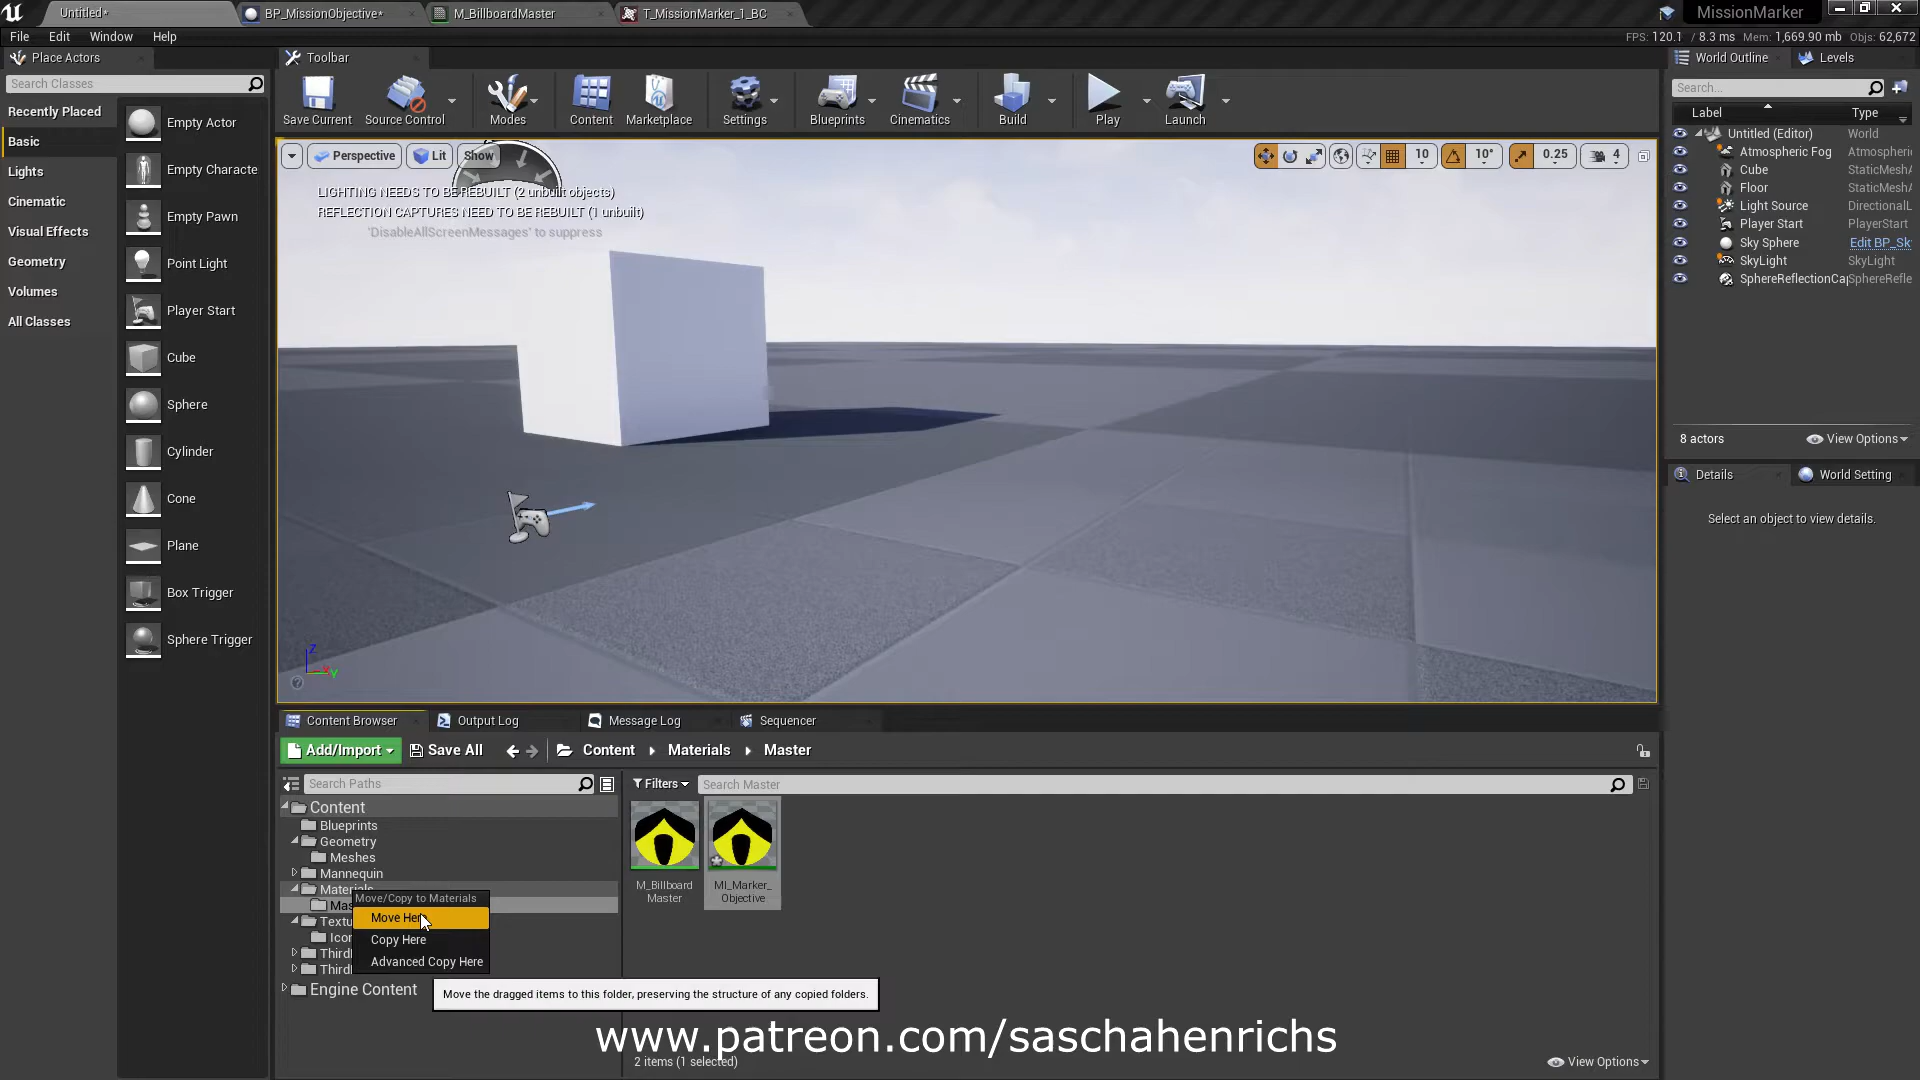 Untitled*
BP_MissionObjective*
M_BillboardMaster
T_MissionMarker_1_BC
MissionMarker
File Edit Window Help
FPS: 120.1 / 8.3 ms Mem: 1,669.90 mb Objs: 62,672
Place Actors
Search Classes
Recently Placed
Basic
Lights
Cinematic
Visual Effects
Geometry
Volumes
All Classes
Empty Actor
Empty Characte
Empty Pawn
Point Light
Player Start
Cube
Sphere
Cylinder
Cone
Plane
Box Trigger
Sphere Trigger
Toolbar
Save Current
Source Control
Modes
Content
Marketplace
Settings
Blueprints
Cinematics
Build
Play
Launch
Perspective
Lit
Show
10
10°
0.25
4
LIGHTING NEEDS TO BE REBUILT (2 unbuilt objects)
REFLECTION CAPTURES NEED TO BE REBUILT (1 unbuilt)
'DisableAllScreenMessages' to suppress
Z
X
Y
World Outline
Levels
Search...
Label Type
Untitled (Editor) World
Atmospheric Fog Atmospheric
Cube StaticMeshA
Floor StaticMeshA
Light Source DirectionalL
Player Start PlayerStart
Sky Sphere Edit BP_Sk
SkyLight SkyLight
SphereReflectionCap SphereRefle
8 actors
View Options
Details
World Setting
Select an object to view details.
Content Browser
Output Log
Message Log
Sequencer
Add/Import
Save All
Content
Materials
Master
Search Paths
Content
Blueprints
Geometry
Meshes
Mannequin
Materials
Mas
Textu
Icon
Third
Third
Engine Content
Move/Copy to Materials
Move Here
Copy Here
Advanced Copy Here
Move the dragged items to this folder, preserving the structure of any copied folders.
Filters
Search Master
M_Billboard
Master
MI_Marker_
Objective
www.patreon.com/saschahenrichs
2 items (1 selected)
View Options